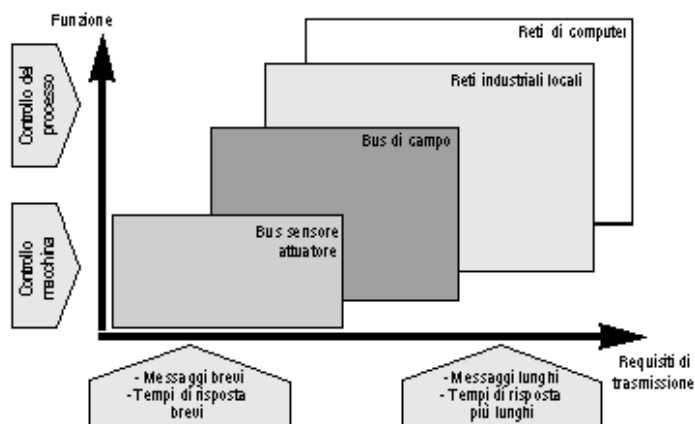 Funzione
Reti di computer
Controllo del
processo
Reti industriali locali
Bus di campo
Controllo
macchina
Bus sensore
attuatore
Requisiti di
trasmissione
- Messaggi brevi
- Tempi di risposta
brevi
- Messaggi lunghi
- Tempi di risposta
più lunghi